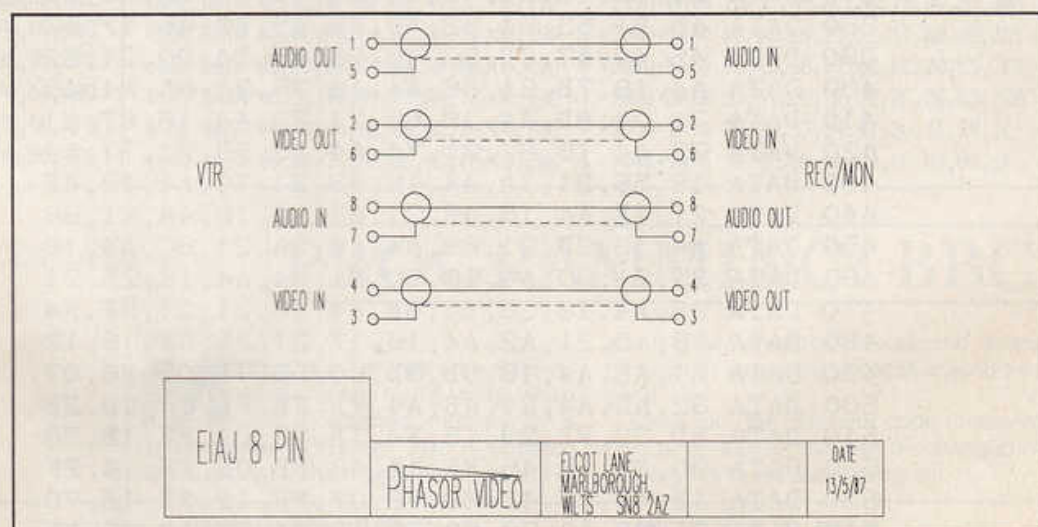 AUDIO OUT 1 1 AUDIO IN
5 5
VIDEO OUT 2 2 VIDEO IN
6 6
VTR REC/MON
AUDIO IN 8 8 AUDIO OUT
7 7
VIDEO IN 4 4 VIDEO OUT
3 3
EIAJ 8 PIN
PHASOR VIDEO
ELCOT LANE,
MARLBOROUGH,
WILTS SN8 2AZ
DATE
13/5/87